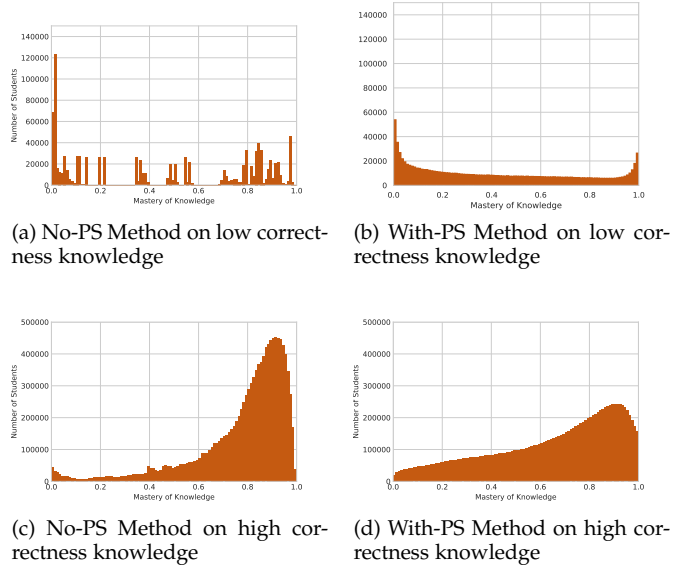 140000
120000
100000
80000
60000
40000
20000
0
0.0 0.2 0.4 0.6 0.8 1.0
Mastery of Knowledge
Number of Students
(a) No-PS Method on low correct-
ness knowledge
140000
120000
100000
80000
60000
40000
20000
0
0.0 0.2 0.4 0.6 0.8 1.0
Mastery of Knowledge
(b) With-PS Method on low cor-
rectness knowledge
500000
400000
300000
200000
100000
0
0.0 0.2 0.4 0.6 0.8 1.0
Mastery of Knowledge
Number of Students
(c) No-PS Method on high cor-
rectness knowledge
500000
400000
300000
200000
100000
0
0.0 0.2 0.4 0.6 0.8 1.0
Mastery of Knowledge
(d) With-PS Method on high cor-
rectness knowledge